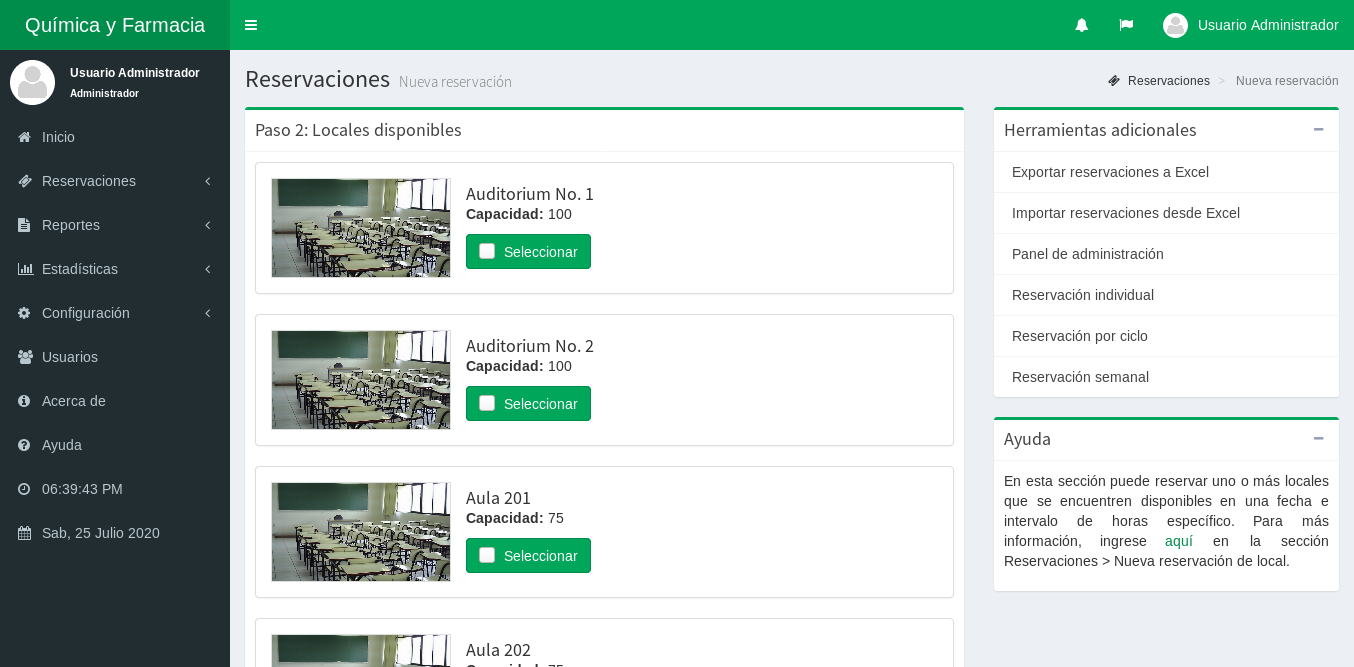 Química y Farmacia
Usuario Administrador
Usuario Administrador
Administrador
Inicio
Reservaciones
Reportes
Estadísticas
Configuración
Usuarios
Acerca de
Ayuda
06:39:43 PM
Sab, 25 Julio 2020
Reservaciones Nueva reservación
Reservaciones > Nueva reservación
Paso 2: Locales disponibles
Auditorium No. 1
Capacidad: 100
Seleccionar
Auditorium No. 2
Capacidad: 100
Seleccionar
Aula 201
Capacidad: 75
Seleccionar
Aula 202
Capacidad: 75
Herramientas adicionales
Exportar reservaciones a Excel
Importar reservaciones desde Excel
Panel de administración
Reservación individual
Reservación por ciclo
Reservación semanal
Ayuda
En esta sección puede reservar uno o más locales
que se encuentren disponibles en una fecha e
intervalo de horas específico. Para más
información, ingrese aquí en la sección
Reservaciones > Nueva reservación de local.